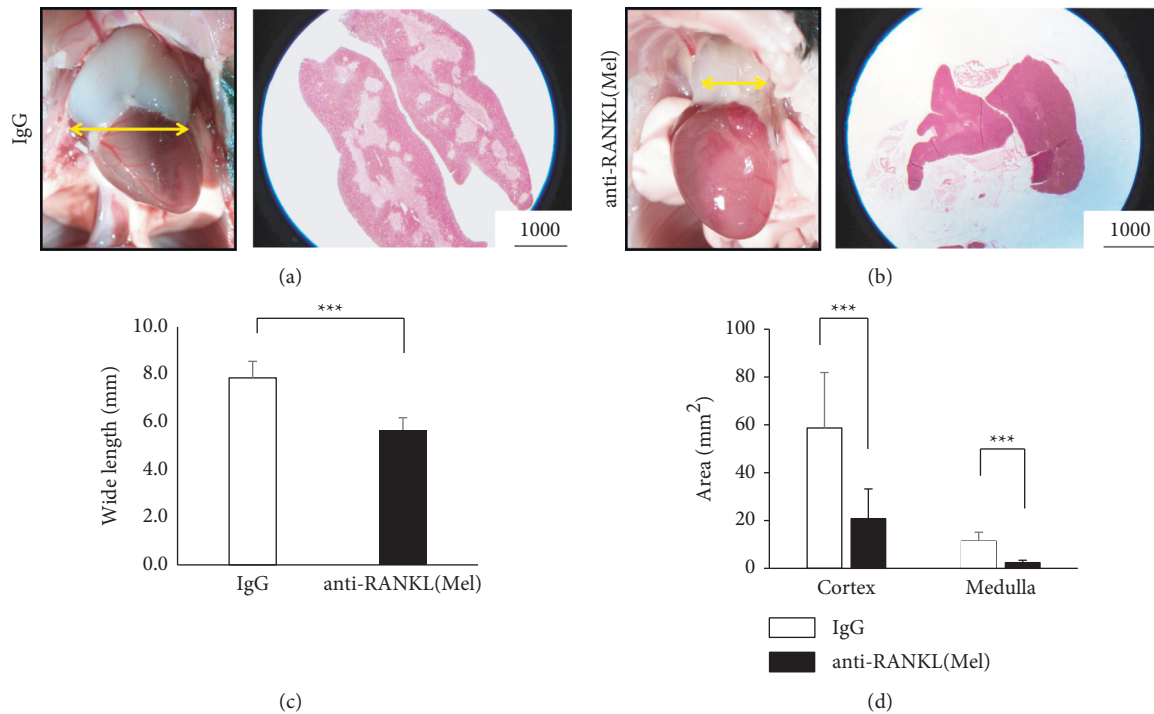 IgG
1000
(a)
anti-RANKL(Mel)
1000
(b)
***
10.0
8.0
6.0
4.0
2.0
0.0
Wide length (mm)
IgG
anti-RANKL(Mel)
(c)
***
***
100
80
60
40
20
0
Area (mm²)
Cortex
Medulla
IgG
anti-RANKL(Mel)
(d)